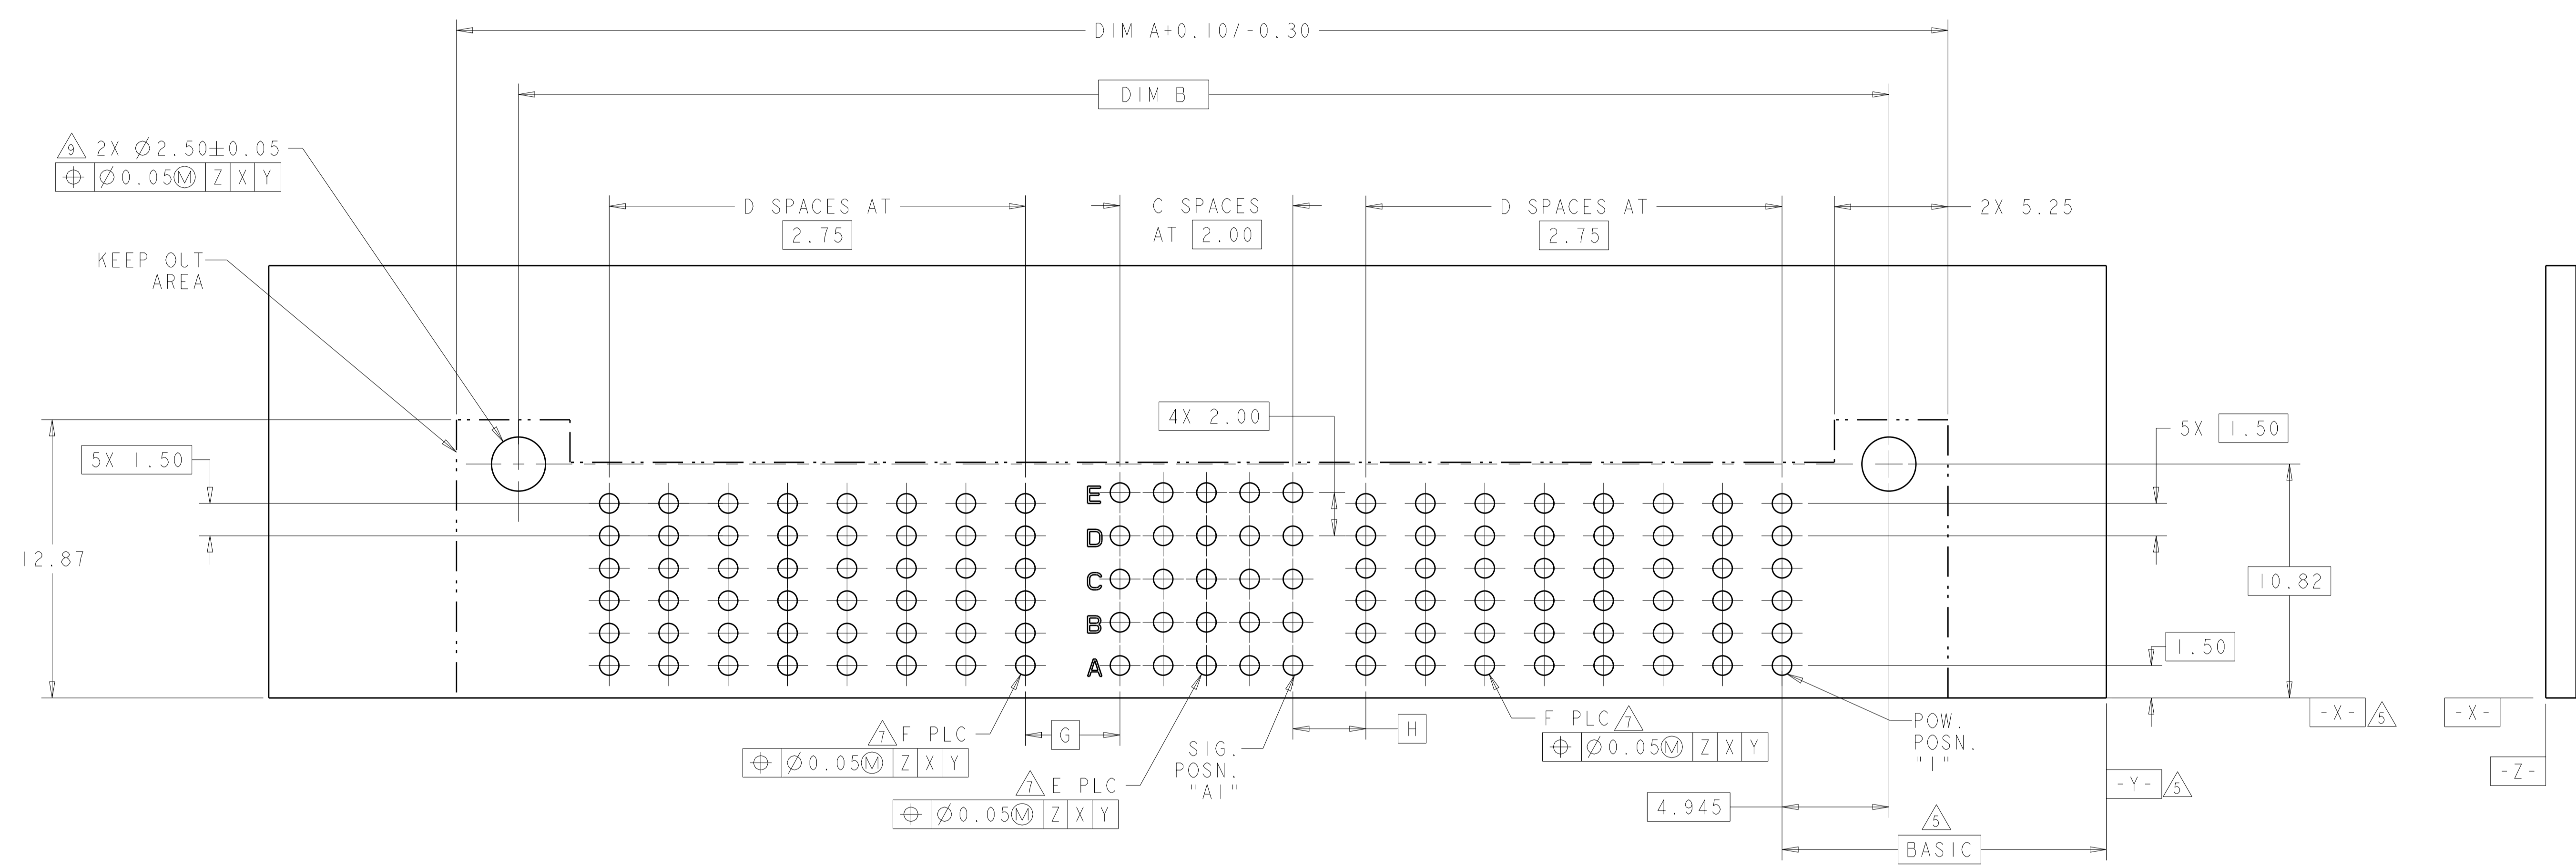 DIM A+0.10/-0.30
DIM B
9 2X Ø2.50±0.05
⌖ Ø0.05Ⓜ Z X Y
D SPACES AT
2.75
C SPACES
AT 2.00
D SPACES AT
2.75
2X 5.25
KEEP OUT
AREA
4X 2.00
5X 1.50
5X 1.50
12.87
E
D
C
B
A
10.82
1.50
7 F PLC
⌖ Ø0.05Ⓜ Z X Y
G
7 E PLC
⌖ Ø0.05Ⓜ Z X Y
SIG.
POSN.
"A1"
H
F PLC 7
⌖ Ø0.05Ⓜ Z X Y
POW.
POSN.
"1"
-X- 5
-X-
-Y- 5
-Z-
4.945
5
BASIC